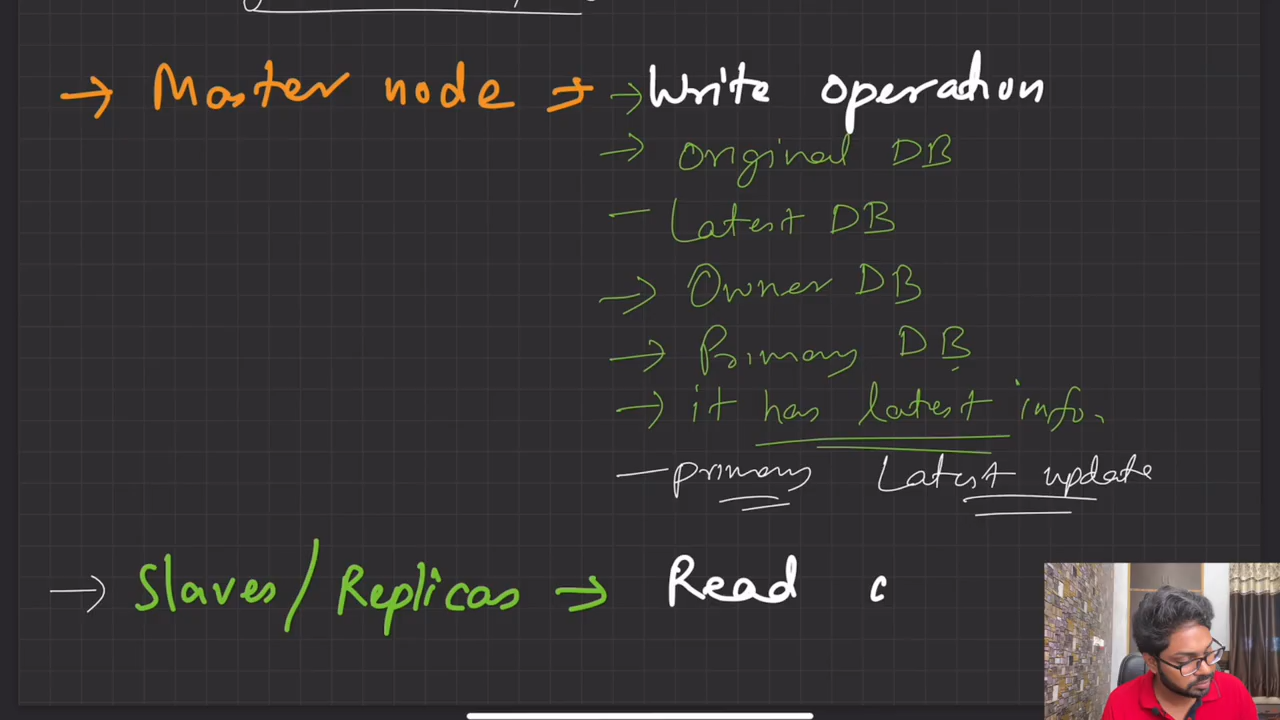 → Master node → → Write operation
→ Original DB
— Latest DB
→ Owner DB
→ Primary DB
→ it has latest info.
— primary Latest update
→ Slaves/Replicas → Read o